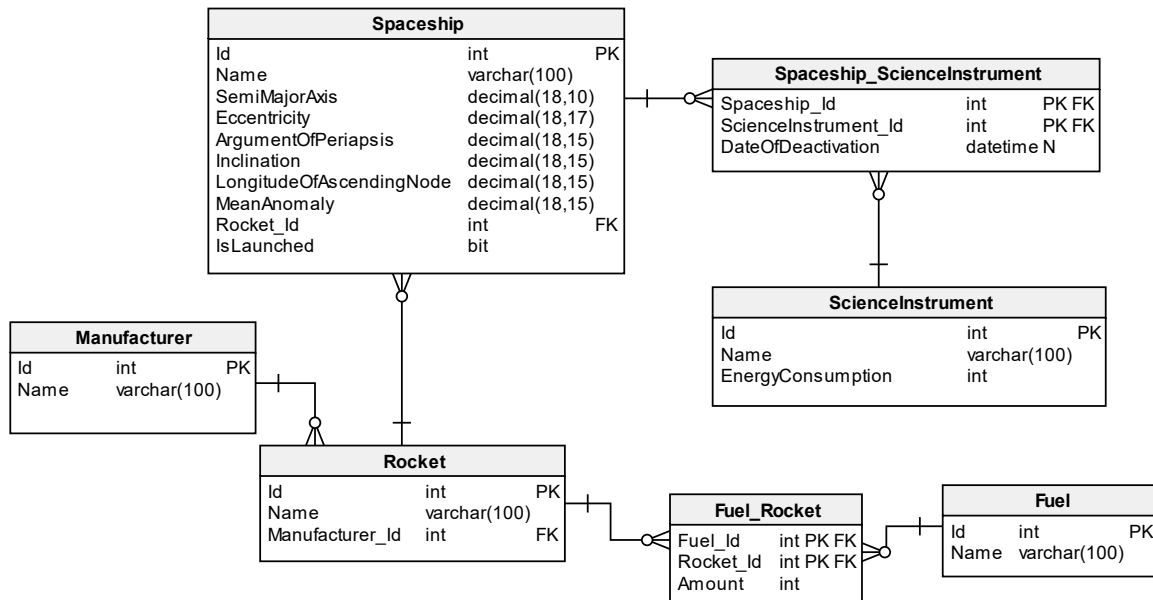 Spaceship
Id int PK
Name varchar(100)
SemiMajorAxis decimal(18,10)
Eccentricity decimal(18,17)
ArgumentOfPeriapsis decimal(18,15)
Inclination decimal(18,15)
LongitudeOfAscendingNode decimal(18,15)
MeanAnomaly decimal(18,15)
Rocket_Id int FK
IsLaunched bit
Spaceship_ScienceInstrument
Spaceship_Id int PK FK
ScienceInstrument_Id int PK FK
DateOfDeactivation datetime N
ScienceInstrument
Id int PK
Name varchar(100)
EnergyConsumption int
Manufacturer
Id int PK
Name varchar(100)
Rocket
Id int PK
Name varchar(100)
Manufacturer_Id int FK
Fuel_Rocket
Fuel_Id int PK FK
Rocket_Id int PK FK
Amount int
Fuel
Id int PK
Name varchar(100)